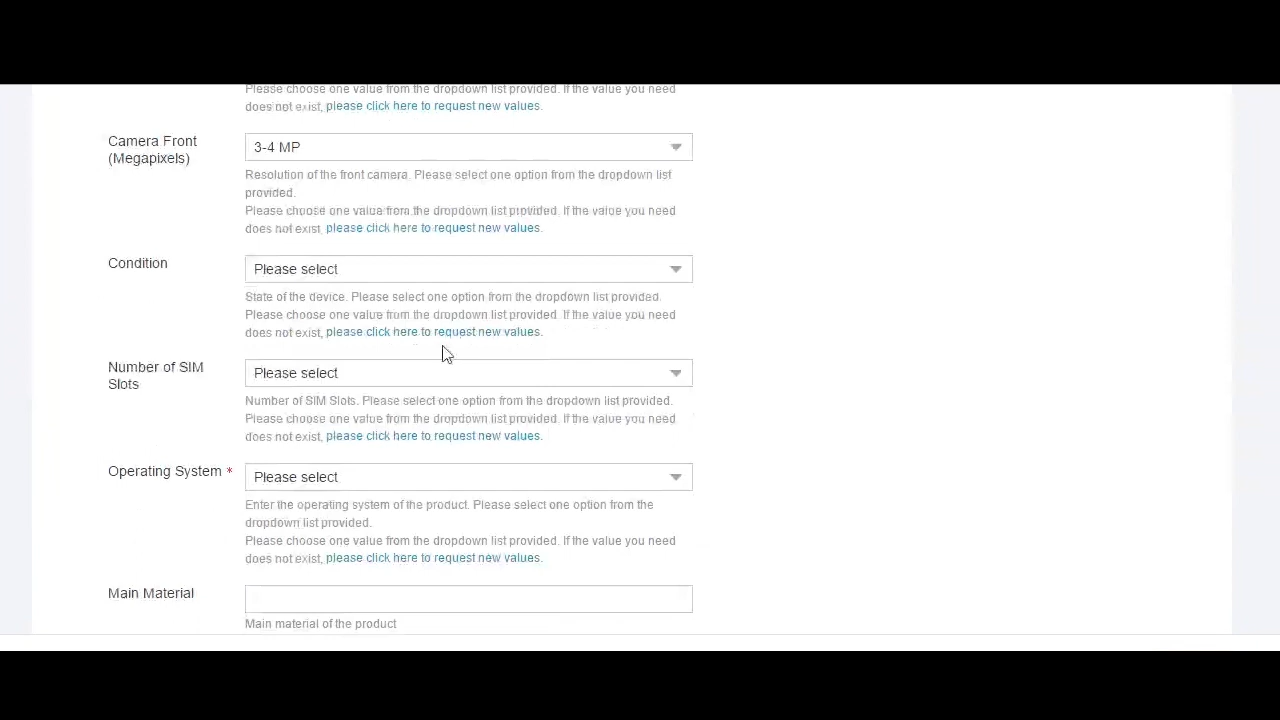 Please choose one value from the dropdown list provided. If the value you need
does not exist, please click here to request new values.
Camera Front
(Megapixels)
3-4 MP
Resolution of the front camera. Please select one option from the dropdown list
provided.
Please choose one value from the dropdown list provided. If the value you need
does not exist, please click here to request new values.
Condition
Please select
State of the device. Please select one option from the dropdown list provided.
Please choose one value from the dropdown list provided. If the value you need
does not exist, please click here to request new values.
Number of SIM
Slots
Please select
Number of SIM Slots. Please select one option from the dropdown list provided.
Please choose one value from the dropdown list provided. If the value you need
does not exist, please click here to request new values.
Operating System *
Please select
Enter the operating system of the product. Please select one option from the
dropdown list provided.
Please choose one value from the dropdown list provided. If the value you need
does not exist, please click here to request new values.
Main Material
Main material of the product